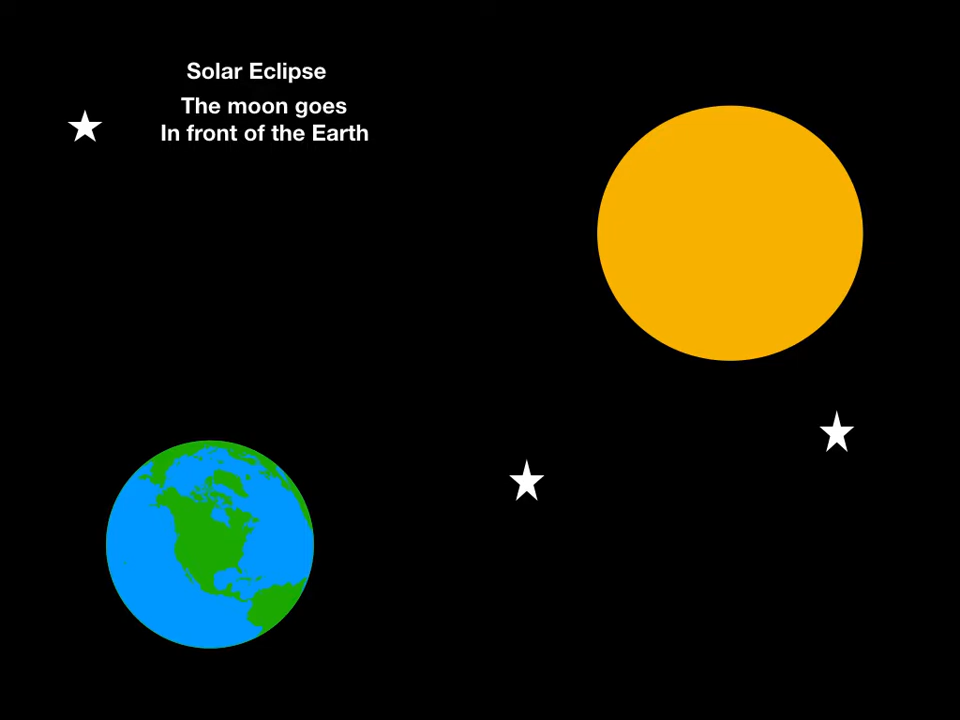 Solar Eclipse
The moon goes
In front of the Earth